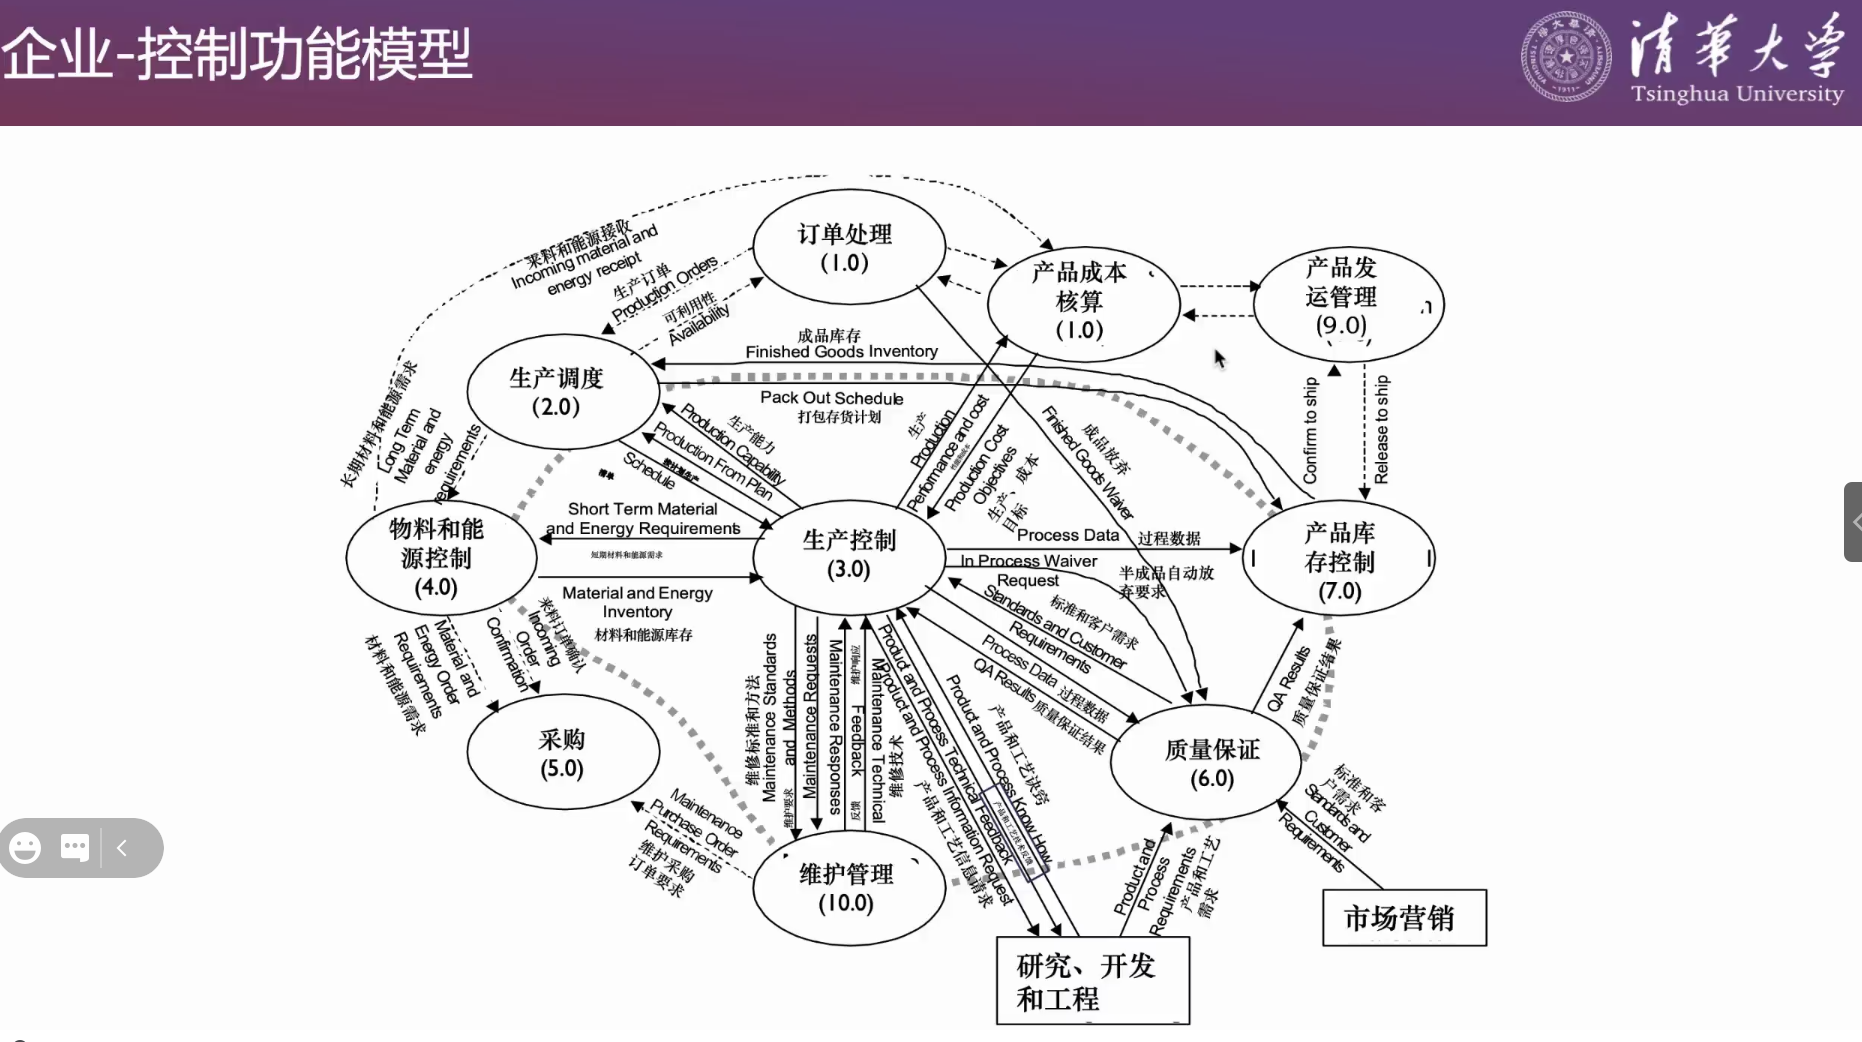 企业-控制功能模型
清華大学
Tsinghua University
订单处理
(1.0)
产品成本
核算
(1.0)
产品发
运管理
(9.0)
来料和能源接收
Incoming material and
energy receipt
生产订单
Production Orders
可利用性
Availability
成品库存
Finished Goods Inventory
生产调度
(2.0)
Pack Out Schedule
打包存货计划
长期材料和能源需求
Long Term
Material and
energy
requirements
生产能力
Production Capability
Production From Plan
Schedule
生产
Production
Performance and cost
Production Cost
Objectives
生产、成本
目标
成品放弃
Finished Goods Waiver
Confirm to ship
Release to ship
物料和能
源控制
(4.0)
Short Term Material
and Energy Requirements
短期材料和能源需求
生产控制
(3.0)
Process Data 过程数据
In Process Waiver
Request
半成品自动放
弃要求
产品库
存控制
(7.0)
Material and Energy
Inventory
材料和能源库存
标准和客户需求
Standards and Customer
Requirements
Process Data 过程数据
QA Results 质量保证结果
QA Results
质量保证结果
来料订单确认
Incoming
Order
Confirmation
Material and
Energy Order
Requirements
材料和能源需求
采购
(5.0)
维修标准和方法
Maintenance Standards
and Methods
维护要求
Maintenance Requests
Maintenance Responses
维护响应
Feedback
反馈
Maintenance Technical
维修技术
Product and Process Technical Feedback
Product and Process Information Request
产品和工艺信息请求
Product and Process Know How
产品和工艺诀窍
产品和工艺技术反馈
质量保证
(6.0)
标准和客
户需求
Standards and
Customer
Requirements
Maintenance
Purchase Order
Requirements
维护采购
订单要求
维护管理
(10.0)
Product and
Process
Requirements
产品和工艺
需求
市场营销
研究、开发
和工程